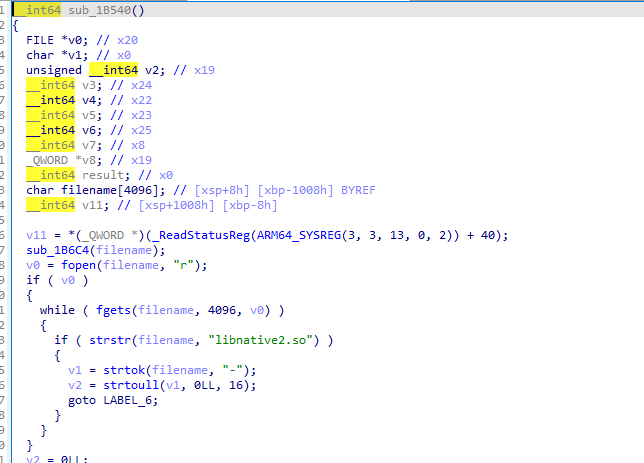 1 __int64 sub_1B540()
2 {
3 FILE *v0; // x20
4 char *v1; // x0
5 unsigned __int64 v2; // x19
6 __int64 v3; // x24
7 __int64 v4; // x22
8 __int64 v5; // x23
9 __int64 v6; // x25
0 __int64 v7; // x8
1 _QWORD *v8; // x19
2 __int64 result; // x0
3 char filename[4096]; // [xsp+8h] [xbp-1008h] BYREF
4 __int64 v11; // [xsp+1008h] [xbp-8h]
5
6 v11 = *(_QWORD *)(_ReadStatusReg(ARM64_SYSREG(3, 3, 13, 0, 2)) + 40);
7 sub_1B6C4(filename);
8 v0 = fopen(filename, "r");
9 if ( v0 )
0 {
1 while ( fgets(filename, 4096, v0) )
2 {
3 if ( strstr(filename, "libnative2.so") )
4 {
5 v1 = strtok(filename, "-");
6 v2 = strtoull(v1, 0LL, 16);
7 goto LABEL_6;
8 }
9 }
0 }
1 v2 = 0LL;